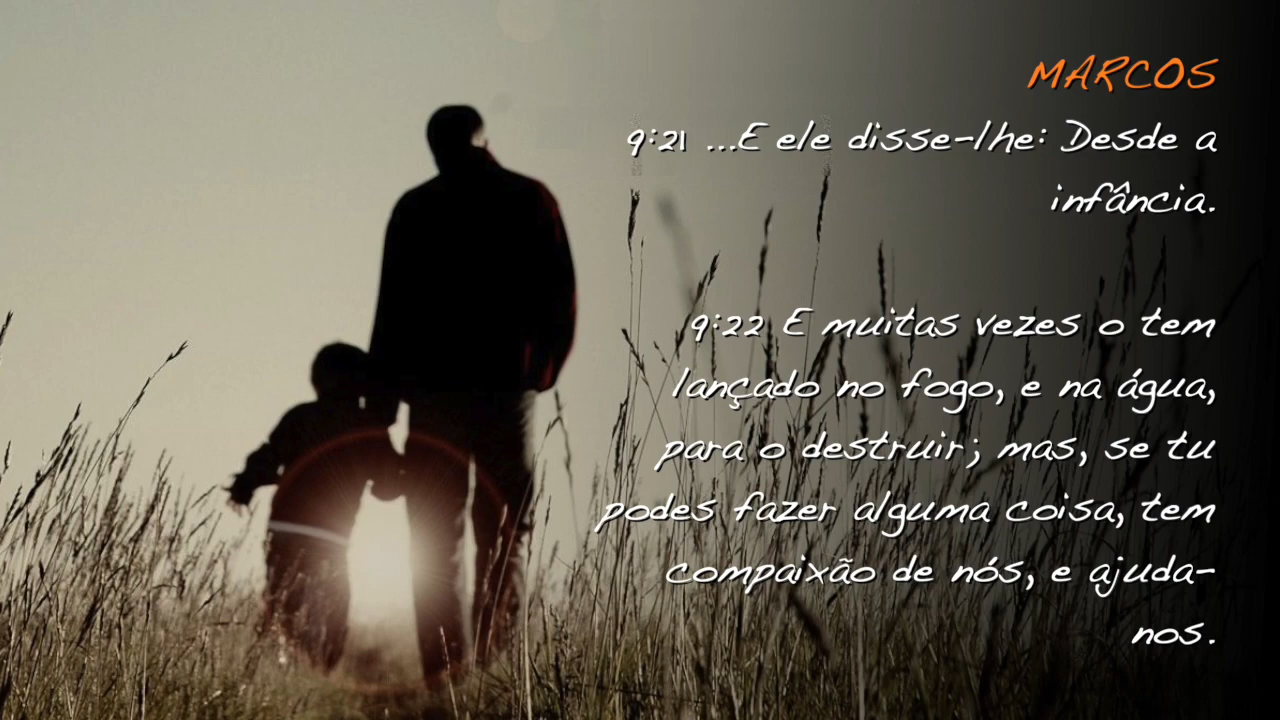 MARCOS
9:21 ...E ele disse-lhe: Desde a
infância.
9:22 E muitas vezes o tem
lançado no fogo, e na água,
para o destruir; mas, se tu
podes fazer alguma coisa, tem
compaixão de nós, e ajuda-
nos.